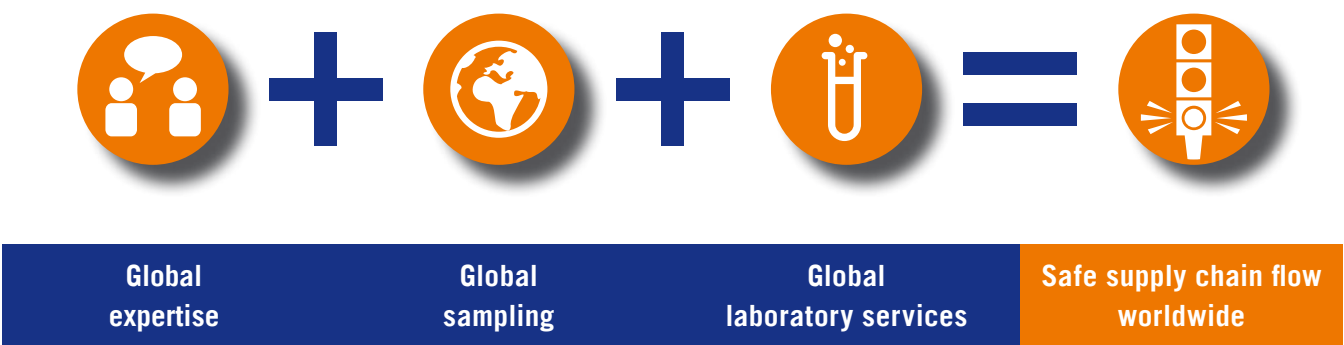 Global
expertise
Global
sampling
Global
laboratory services
Safe supply chain flow
worldwide